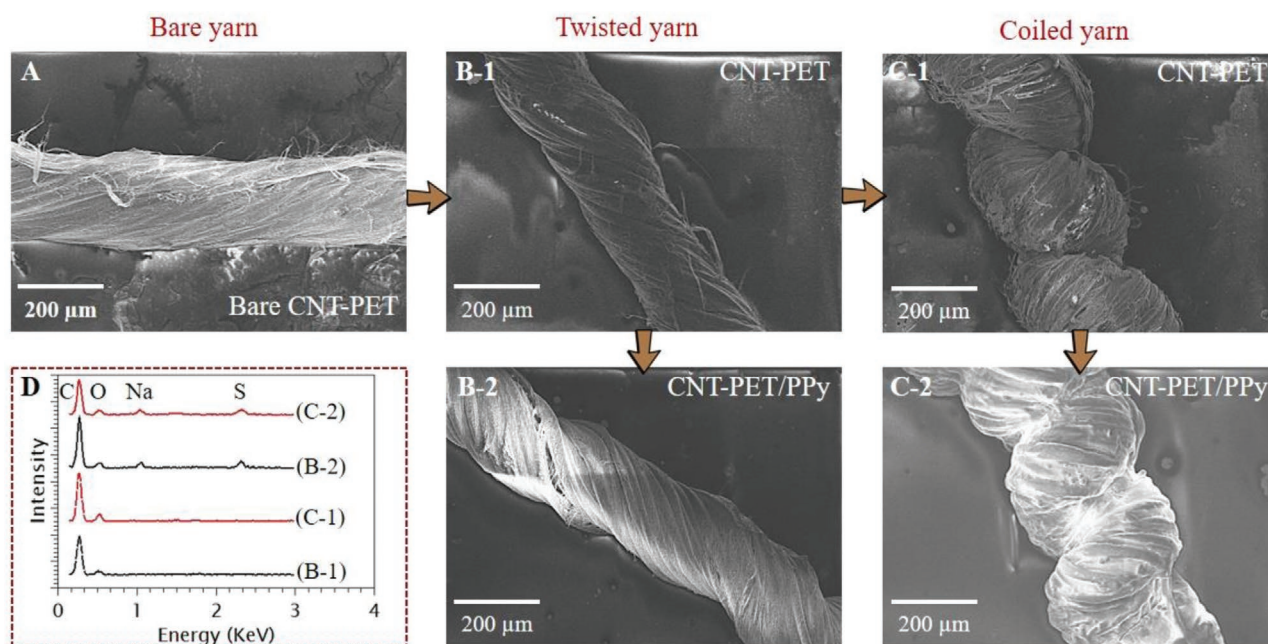 Bare yarn
Twisted yarn
Coiled yarn
A
200 µm
Bare CNT-PET
B-1
CNT-PET
200 µm
C-1
CNT-PET
200 µm
D
C
O
Na
S
(C-2)
(B-2)
(C-1)
(B-1)
Intensity
0
1
2
3
4
Energy (KeV)
B-2
CNT-PET/PPy
200 µm
C-2
CNT-PET/PPy
200 µm